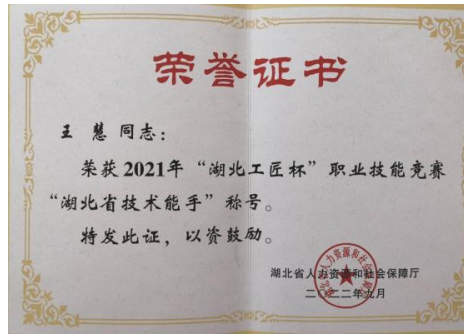 荣誉证书
王 慧 同志：
荣获2021年“湖北工匠杯”职业技能竞赛
“湖北省技术能手”称号。
特发此证，以资鼓励。
湖北省人力资源和社会保障厅
二〇二二年九月